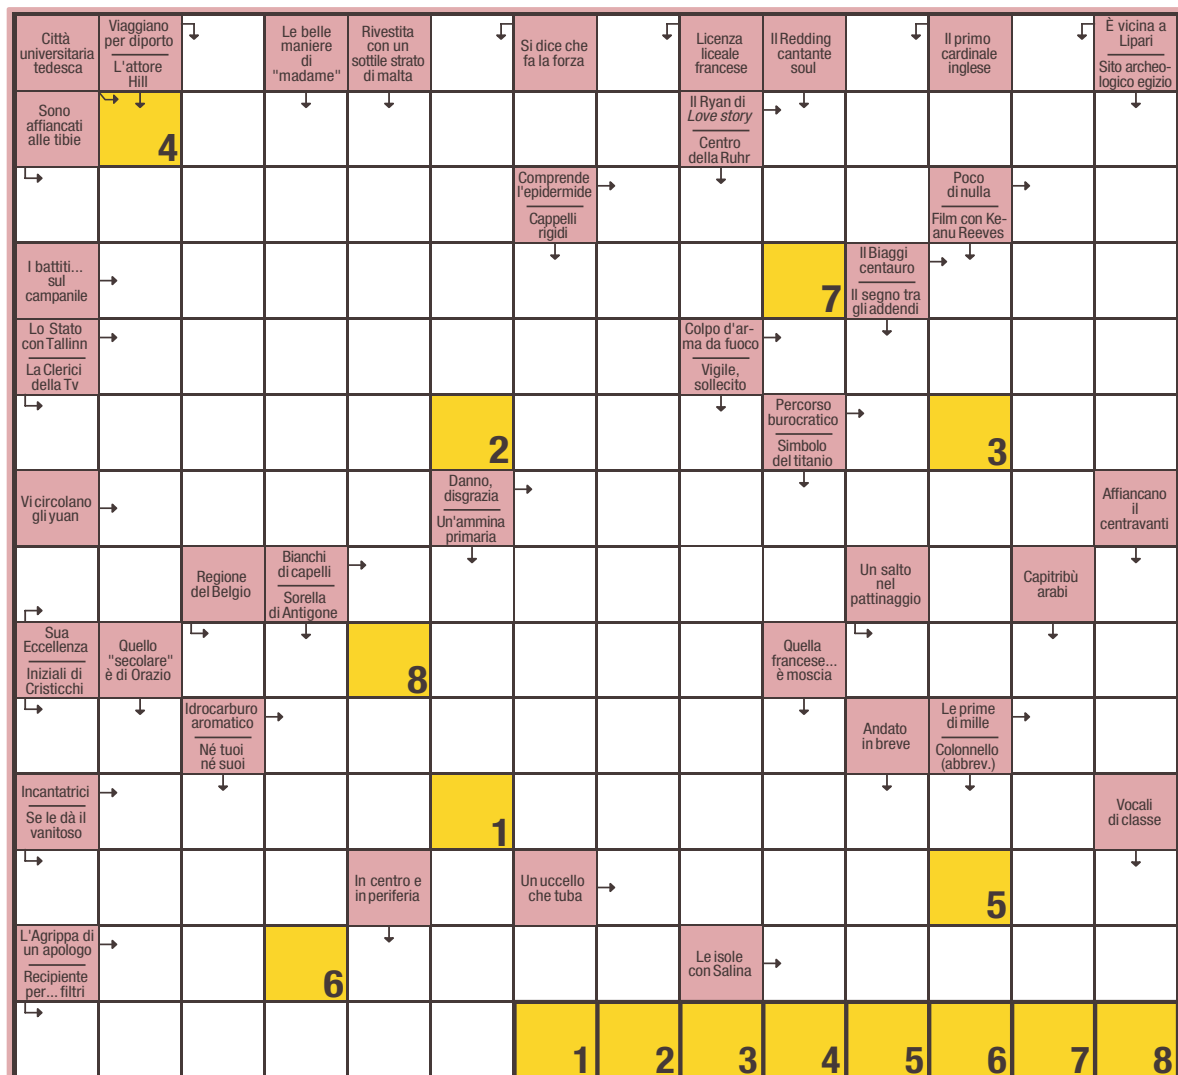 Città
universitaria
tedesca
Viaggiano
per diporto
L'attore
Hill
Le belle
maniere
di
"madame"
Rivestita
con un
sottile strato
di malta
Si dice che
fa la forza
Licenza
liceale
francese
Il Redding
cantante
soul
Il primo
cardinale
inglese
È vicina a
Lipari
Sito archeo-
logico egizio
Sono
affiancati
alle tibie
4
Il Ryan di
Love story
Centro
della Ruhr
Comprende
l'epidermide
Cappelli
rigidi
Poco
di nulla
Film con Ke-
anu Reeves
I battiti...
sul
campanile
7
Il Biaggi
centauro
Il segno tra
gli addendi
Lo Stato
con Tallinn
La Clerici
della Tv
Colpo d'ar-
ma da fuoco
Vigile,
sollecito
2
Percorso
burocratico
Simbolo
del titanio
3
Vi circolano
gli yuan
Danno,
disgrazia
Un'ammina
primaria
Affiancano
il
centravanti
Regione
del Belgio
Bianchi
di capelli
Sorella
di Antigone
Un salto
nel
pattinaggio
Capitribù
arabi
Sua
Eccellenza
Iniziali di
Cristicchi
Quello
"secolare"
è di Orazio
8
Quella
francese...
è moscia
Idrocarburo
aromatico
Né tuoi
né suoi
Andato
in breve
Le prime
di mille
Colonnello
(abbrev.)
Incantatrici
Se le dà il
vanitoso
1
Vocali
di classe
In centro e
in periferia
Un uccello
che tuba
5
L'Agrippa di
un apologo
Recipiente
per... filtri
6
Le isole
con Salina
1 2 3 4 5 6 7 8